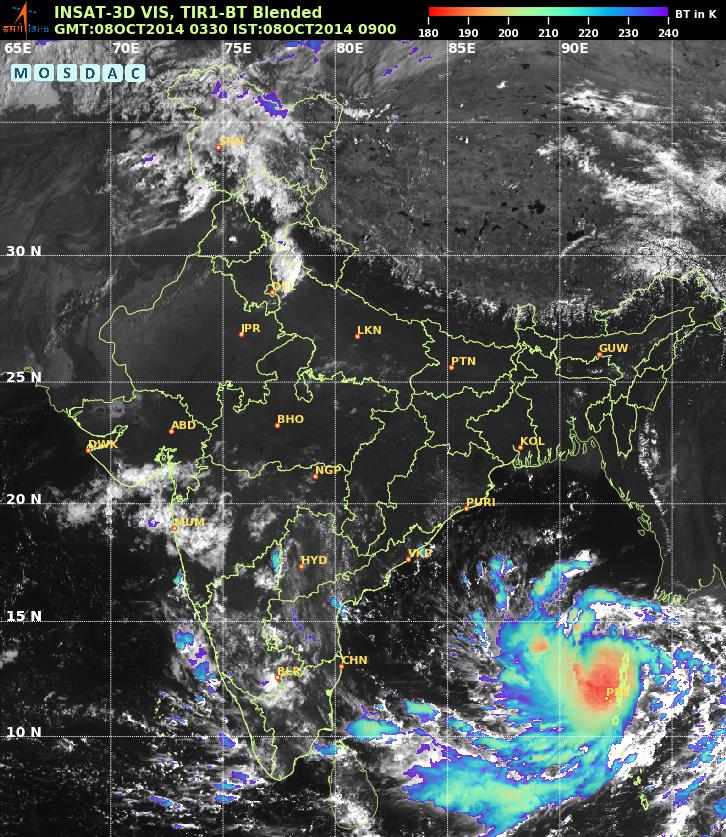 INSAT-3D VIS, TIR1-BT Blended
GMT:08OCT2014 0330 IST:08OCT2014 0900
BT in K
180 190 200 210 220 230 240
65E 70E 75E 80E 85E 90E
M O S D A C
SRN
30 N
DEL
JPR
LKN
GUW
PTN
25 N
ABD
BHO
DWK
KOL
NGP
20 N
PURI
MUM
HYD
VKP
15 N
CHN
BLR
10 N